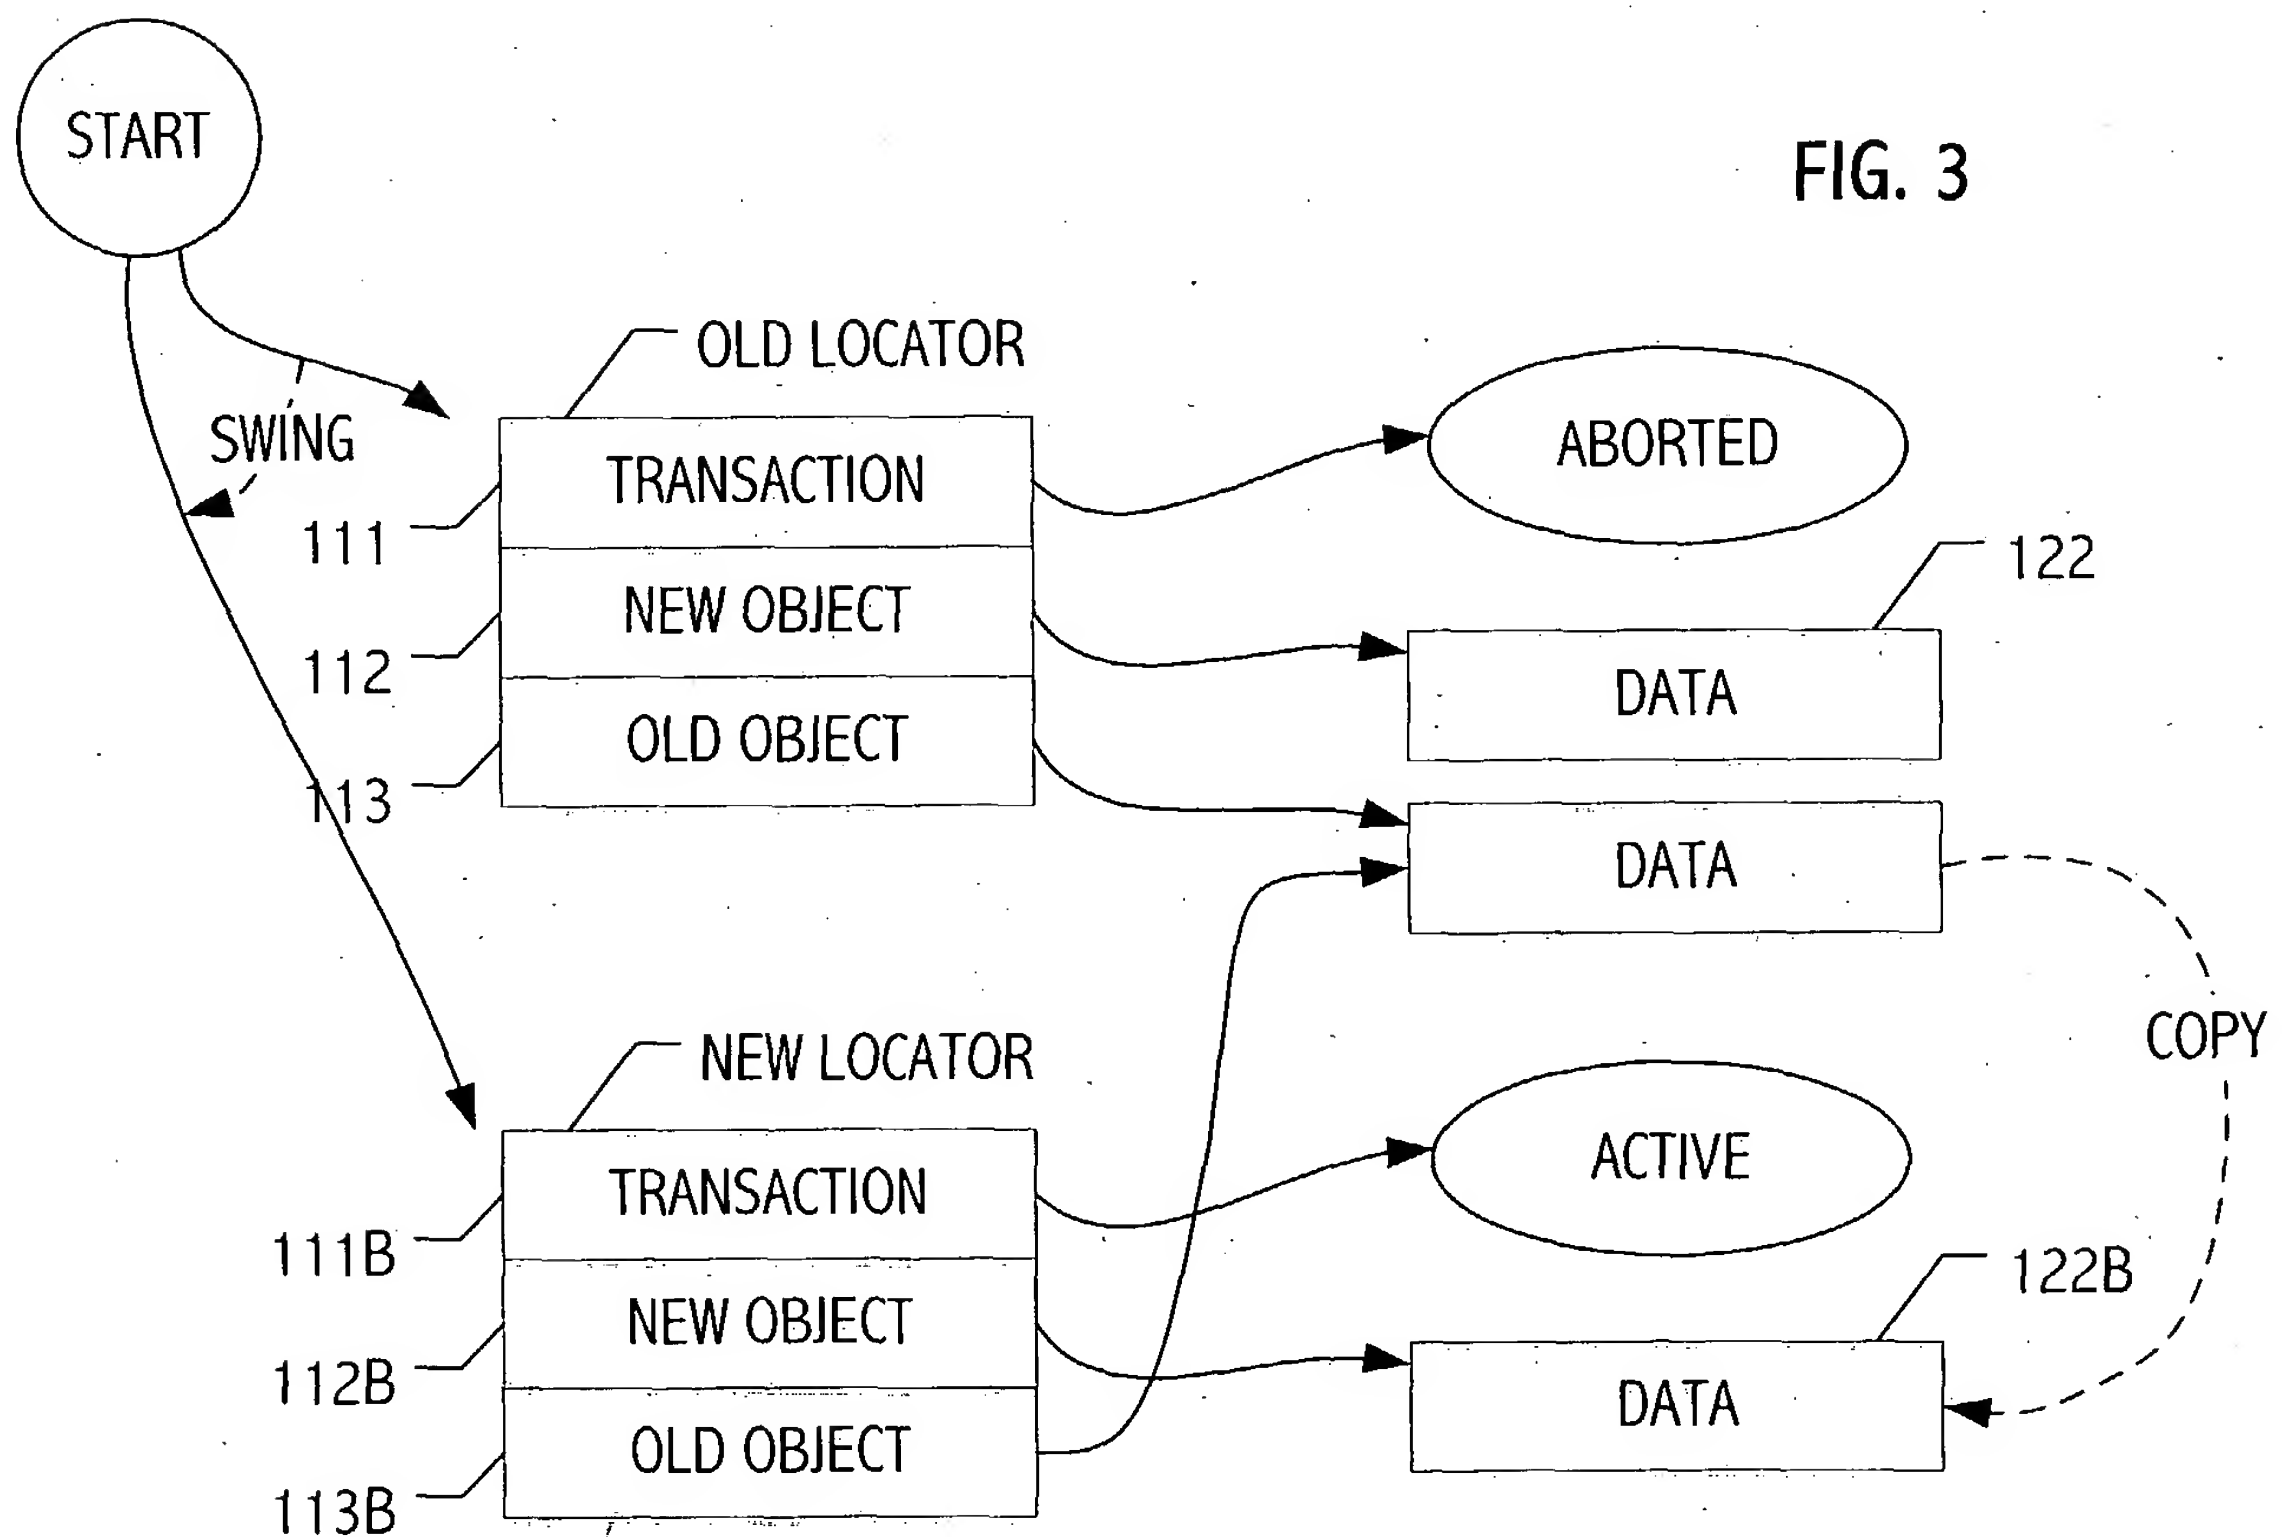 START
FIG. 3
OLD LOCATOR
SWING
TRANSACTION
ABORTED
111
122
NEW OBJECT
112
DATA
OLD OBJECT
113
DATA
COPY
NEW LOCATOR
TRANSACTION
ACTIVE
111B
122B
NEW OBJECT
112B
DATA
OLD OBJECT
113B